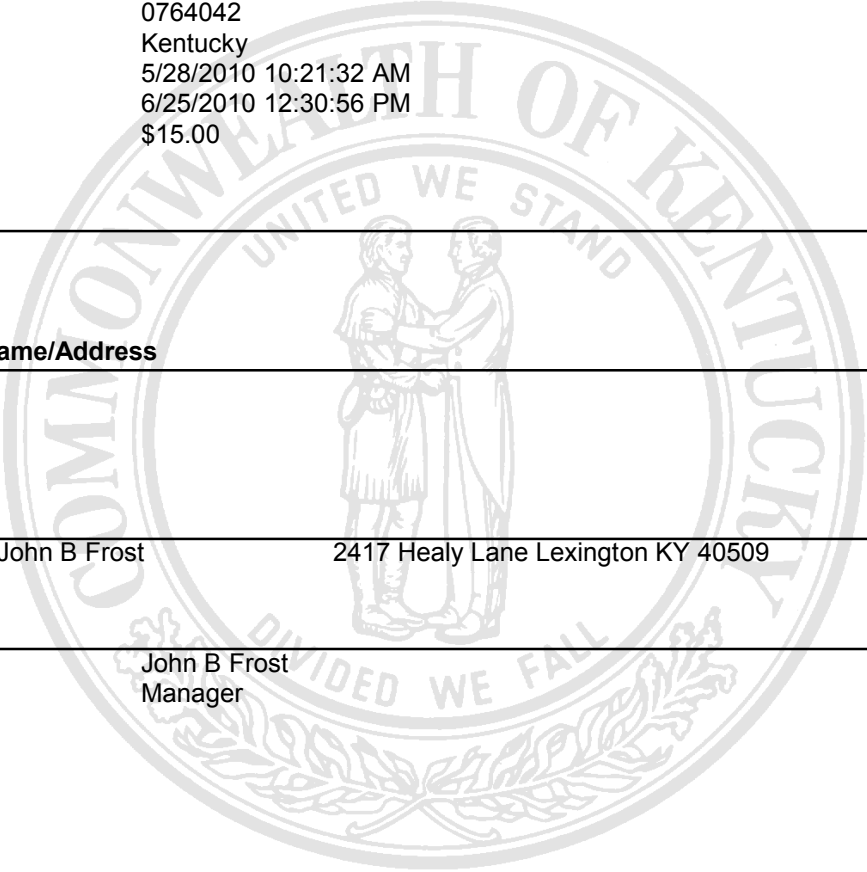 0764042
Kentucky
5/28/2010 10:21:32 AM
6/25/2010 12:30:56 PM
$15.00
COMMONWEALTH OF KENTUCKY
UNITED WE STAND
ame/Address
John B Frost 2417 Healy Lane Lexington KY 40509
DIVIDED WE FALL
John B Frost
Manager